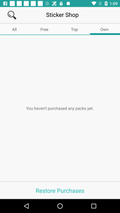 Sticker Shop
All Free Top Own
You haven't purchased any packs yet.
Restore Purchases